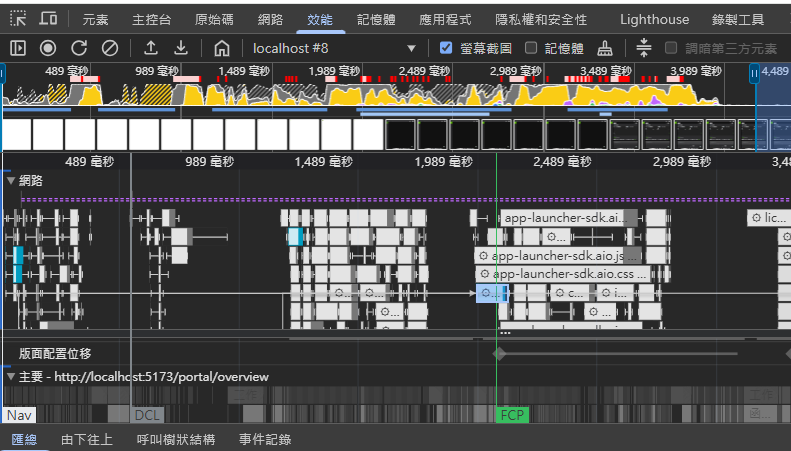 元素 主控台 原始碼 網路 效能 記憶體 應用程式 隱私權和安全性 Lighthouse 錄製工具
localhost #8 螢幕截圖 記憶體 調暗第三方元素
489 毫秒 989 毫秒 1,489 毫秒 1,989 毫秒 2,489 毫秒 2,989 毫秒 3,489 毫秒 3,989 毫秒 4,489
489 毫秒 989 毫秒 1,489 毫秒 1,989 毫秒 2,489 毫秒 2,989 毫秒 3,4
網路
app-launcher-sdk.ai... lic
...
app-launcher-sdk.aio.js ...
app-launcher-sdk.aio.css ...
... ... ... c... i...
... ...
版面配置位移
主要 - http://localhost:5173/portal/overview
工作 工作
Nav DCL FCP 函...
匯總 由下往上 呼叫樹狀結構 事件記錄